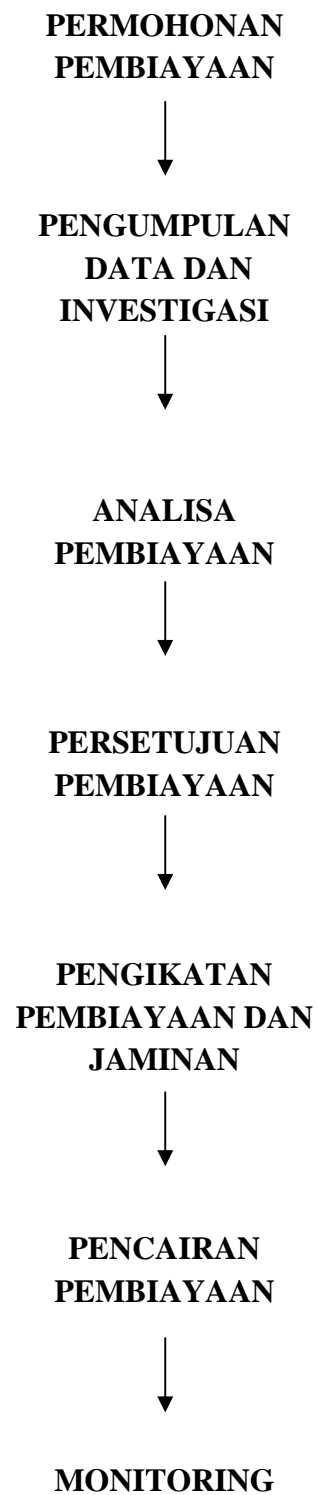 PERMOHONAN
PEMBIAYAAN
PENGUMPULAN
DATA DAN
INVESTIGASI
ANALISA
PEMBIAYAAN
PERSETUJUAN
PEMBIAYAAN
PENGIKATAN
PEMBIAYAAN DAN
JAMINAN
PENCAIRAN
PEMBIAYAAN
MONITORING